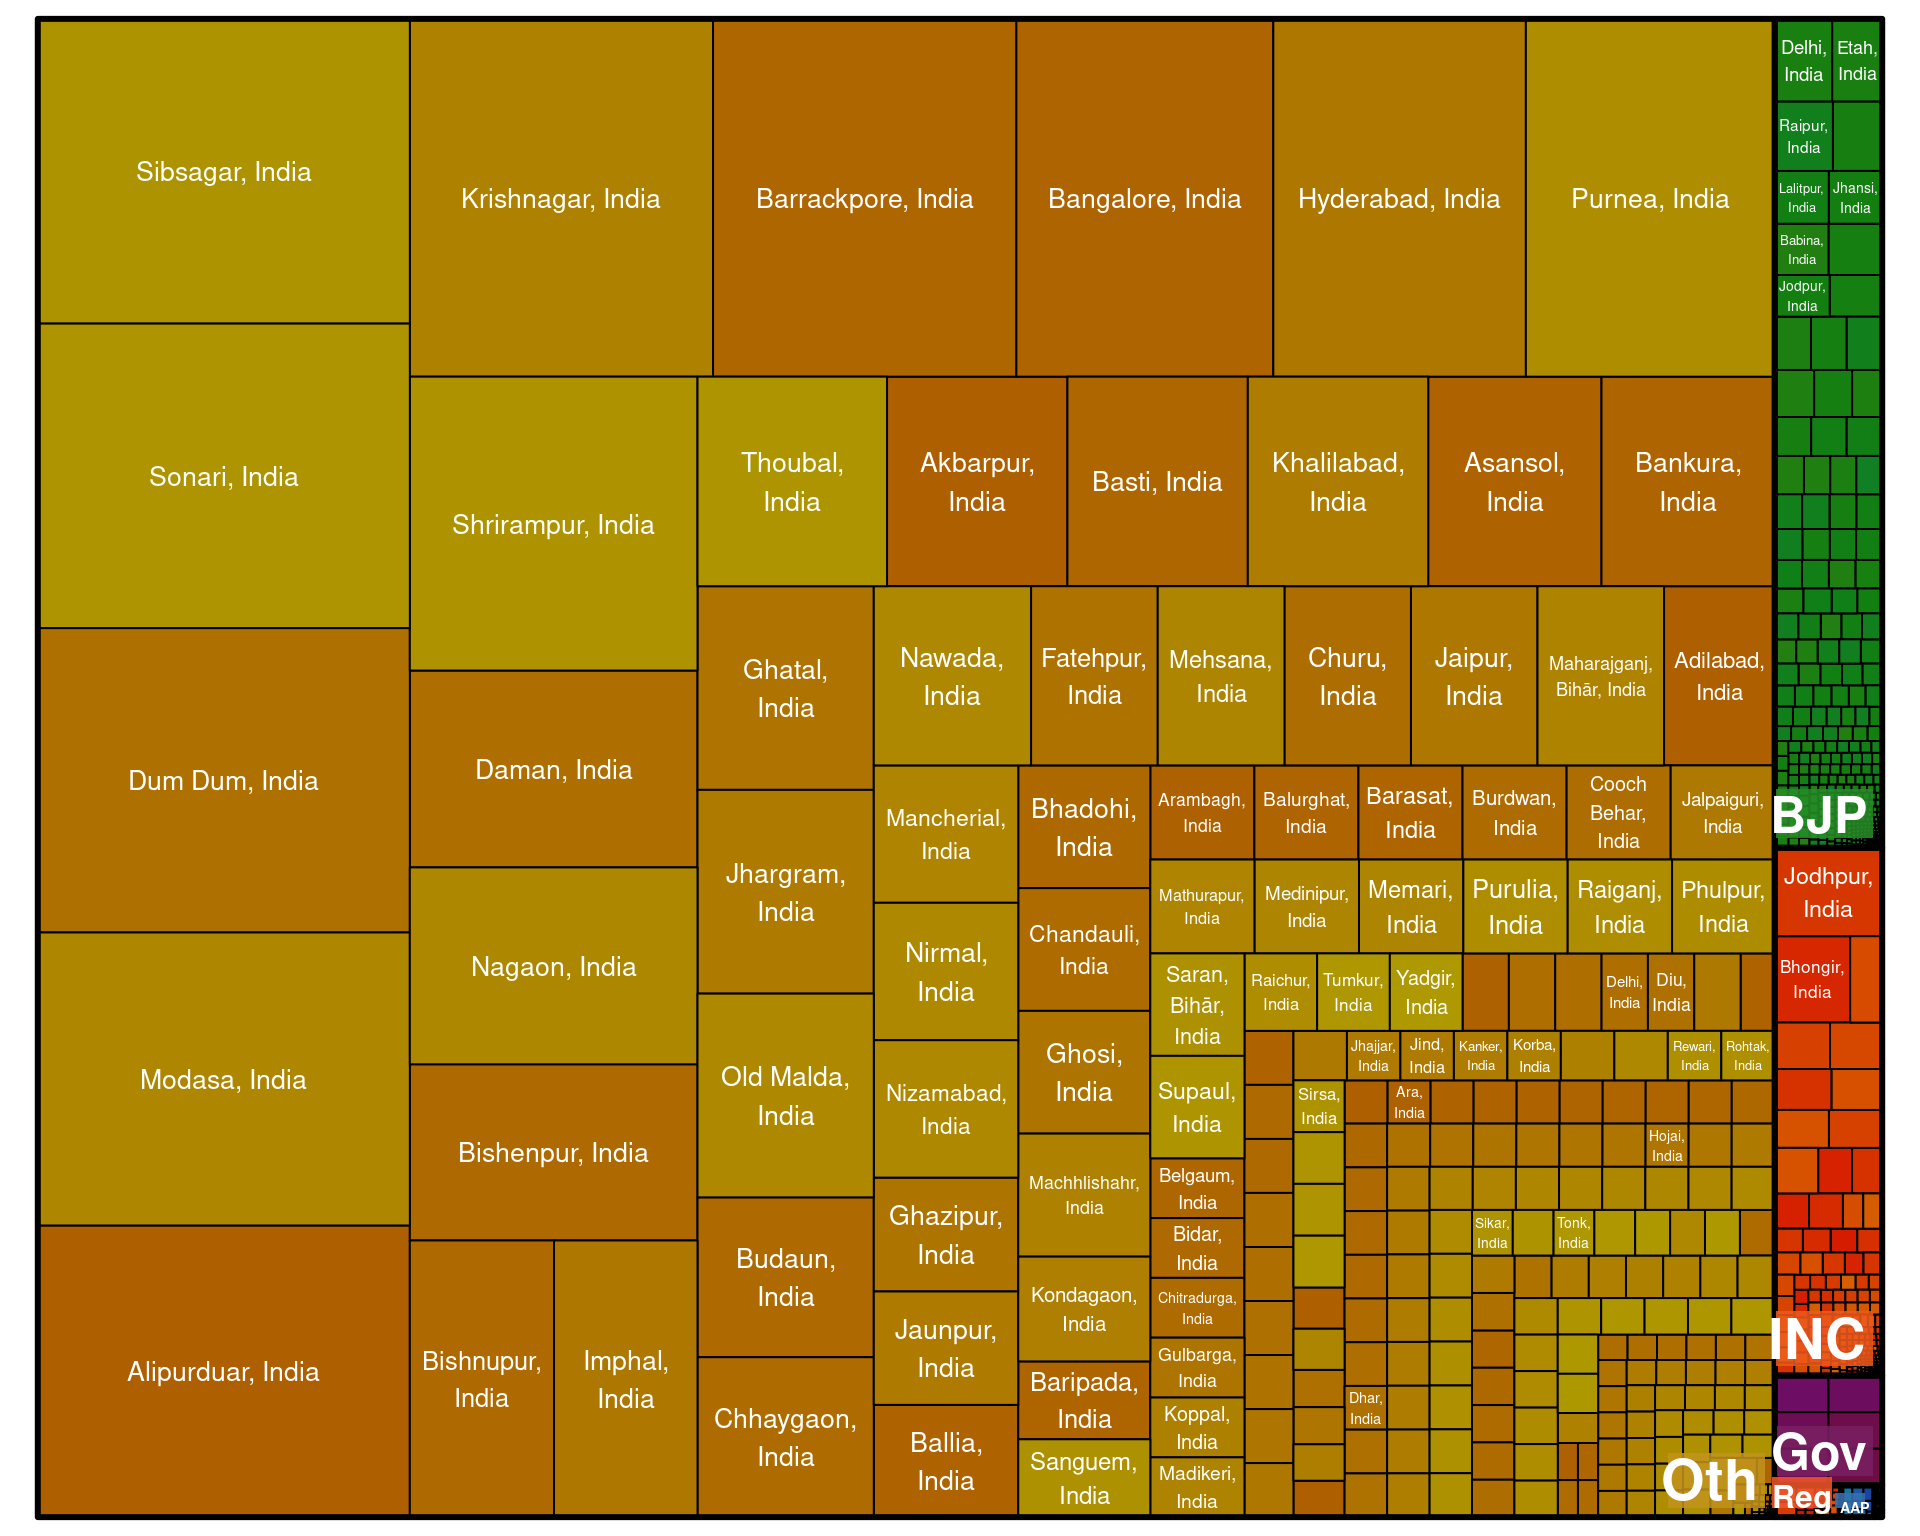 Sibsagar, India
Krishnagar, India
Barrackpore, India
Bangalore, India
Hyderabad, India
Purnea, India
Delhi,
India
Etah,
India
Raipur,
India
Lalitpur,
India
Jhansi,
India
Babina,
India
Jodpur,
India
Sonari, India
Shrirampur, India
Thoubal,
India
Akbarpur,
India
Basti, India
Khalilabad,
India
Asansol,
India
Bankura,
India
Dum Dum, India
Daman, India
Ghatal,
India
Nawada,
India
Fatehpur,
India
Mehsana,
India
Churu,
India
Jaipur,
India
Maharajganj,
Bihār, India
Adilabad,
India
Mancherial,
India
Bhadohi,
India
Arambagh,
India
Balurghat,
India
Barasat,
India
Burdwan,
India
Cooch
Behar,
India
Jalpaiguri,
India
BJP
Jhargram,
India
Nirmal,
India
Chandauli,
India
Mathurapur,
India
Medinipur,
India
Memari,
India
Purulia,
India
Raiganj,
India
Phulpur,
India
Jodhpur,
India
Bhongir,
India
Modasa, India
Nagaon, India
Old Malda,
India
Nizamabad,
India
Ghosi,
India
Saran,
Bihār,
India
Raichur,
India
Tumkur,
India
Yadgir,
India
Delhi,
India
Diu,
India
Jhajjar,
India
Jind,
India
Kanker,
India
Korba,
India
Rewari,
India
Rohtak,
India
Supaul,
India
Sirsa,
India
Ara,
India
Hojai,
India
Bishenpur, India
Budaun,
India
Ghazipur,
India
Machhlishahr,
India
Belgaum,
India
Bidar,
India
Sikar,
India
Tonk,
India
Alipurduar, India
Bishnupur,
India
Imphal,
India
Chhaygaon,
India
Jaunpur,
India
Kondagaon,
India
Chitradurga,
India
Gulbarga,
India
INC
Ballia,
India
Baripada,
India
Sanguem,
India
Koppal,
India
Madikeri,
India
Dhar,
India
Oth
Gov
Reg
AAP